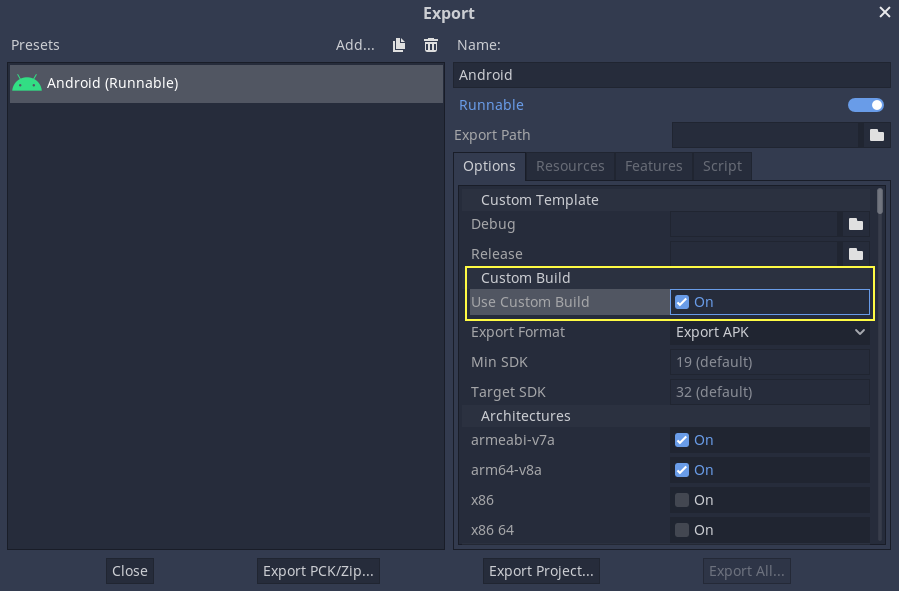 Export
Presets
Add...
Android (Runnable)
Name:
Android
Runnable
Export Path
Options Resources Features Script
Custom Template
Debug
Release
Custom Build
Use Custom Build On
Export Format Export APK
Min SDK 19 (default)
Target SDK 32 (default)
Architectures
armeabi-v7a On
arm64-v8a On
x86 On
x86 64 On
Close Export PCK/Zip... Export Project... Export All...